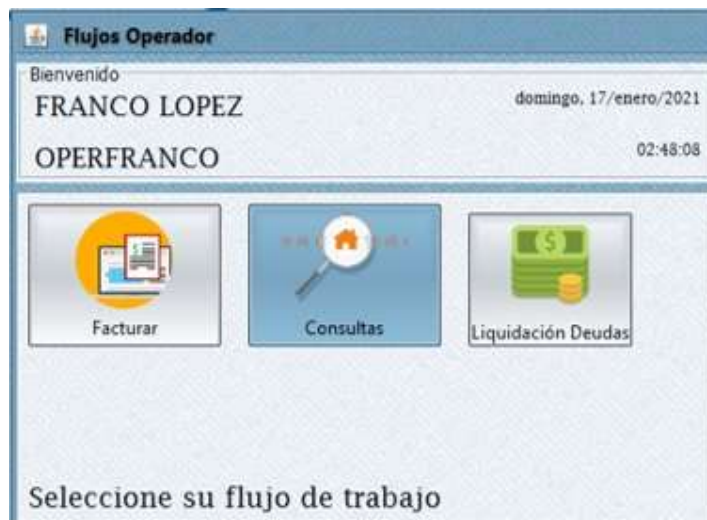 Flujos Operador
Bienvenido
FRANCO LOPEZ
domingo, 17/enero/2021
OPERFRANCO
02:48:08
Facturar
Consultas
Liquidación Deudas
Seleccione su flujo de trabajo